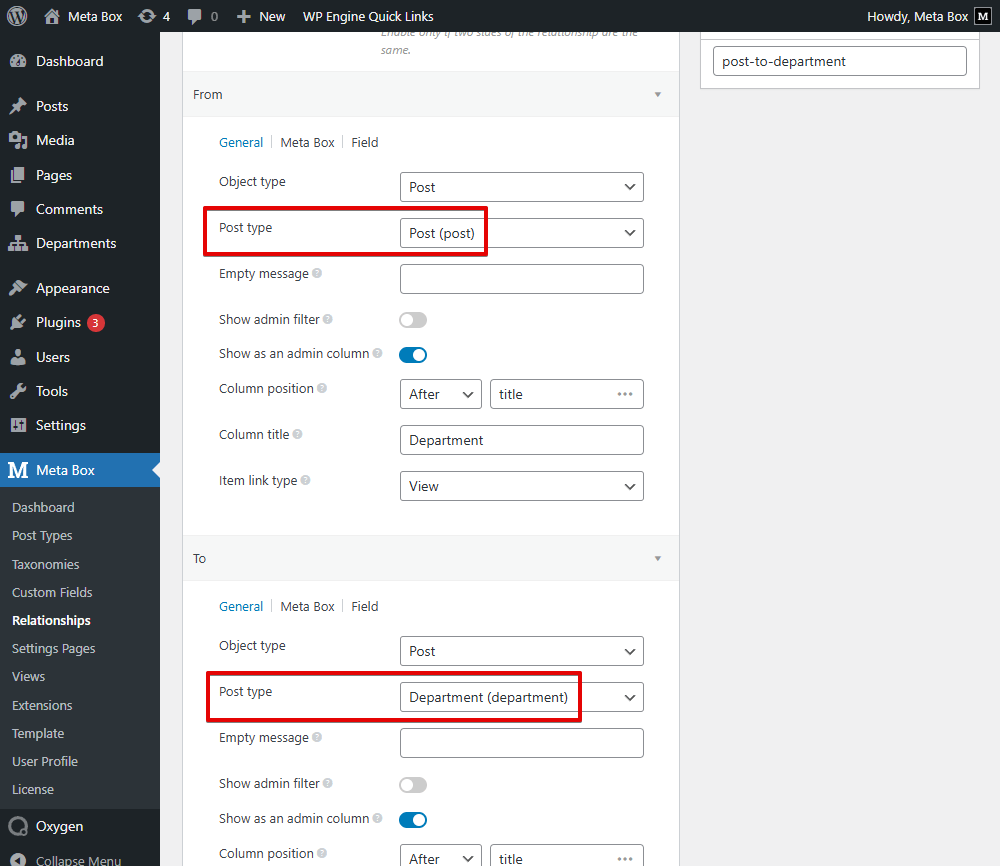 Meta Box 4 0 New WP Engine Quick Links Howdy, Meta Box M
Dashboard
Posts
Media
Pages
Comments
Departments
Appearance
Plugins 3
Users
Tools
Settings
M Meta Box
Dashboard
Post Types
Taxonomies
Custom Fields
Relationships
Settings Pages
Views
Extensions
Template
User Profile
License
Oxygen
Collapse Menu
Enable only if two sides of the relationship are the
same.
From
General Meta Box Field
Object type Post
Post type Post (post)
Empty message ?
Show admin filter ?
Show as an admin column ?
Column position ? After title ···
Column title ? Department
Item link type ? View
To
General Meta Box Field
Object type Post
Post type Department (department)
Empty message ?
Show admin filter ?
Show as an admin column ?
Column position ? After title ···
post-to-department